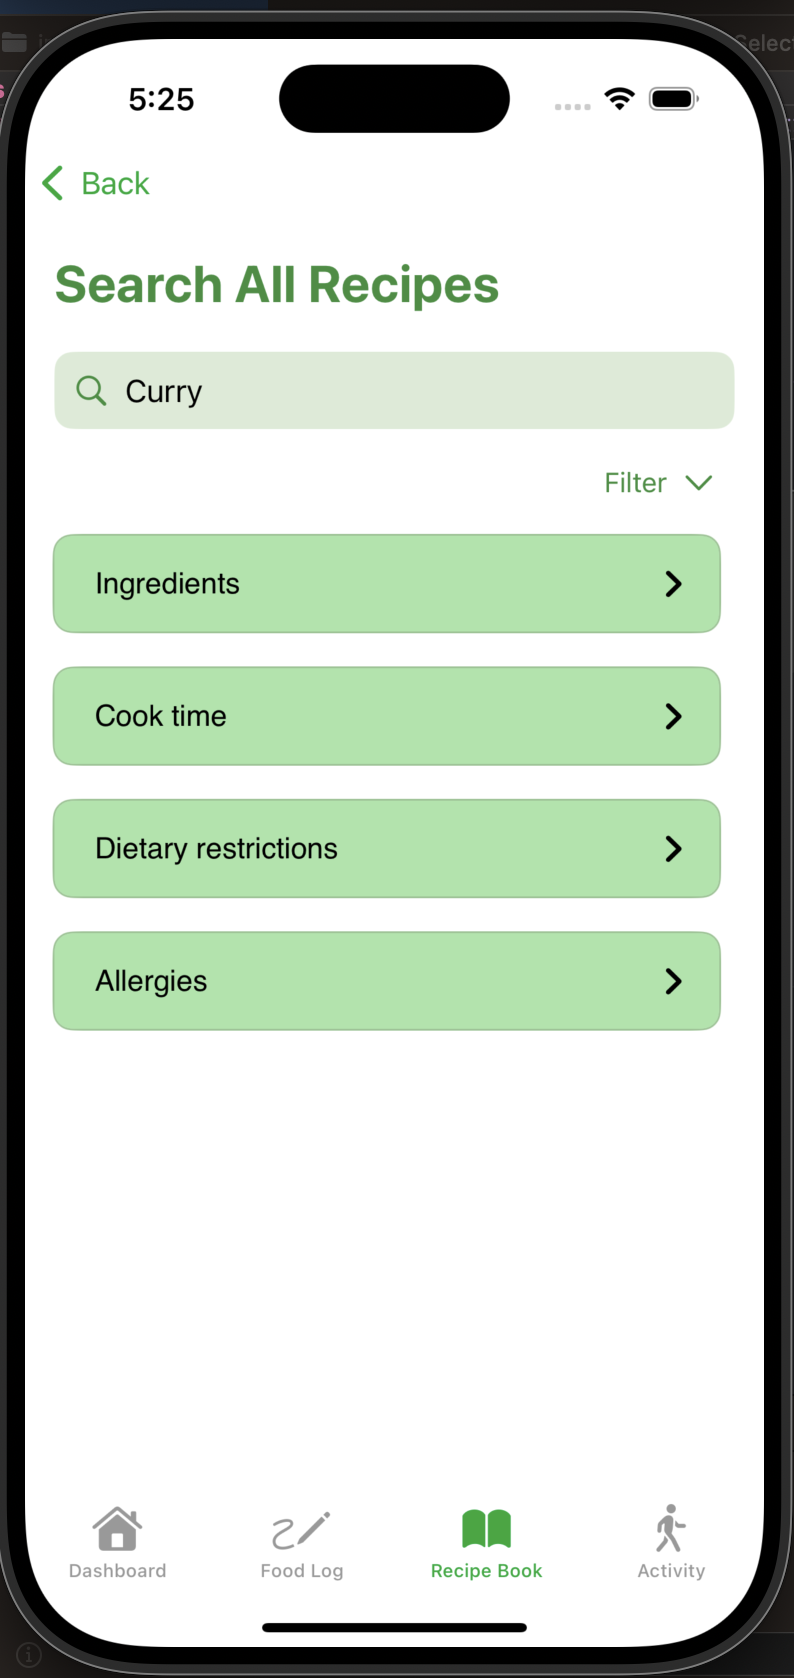 Selec
5:25
Back
Search All Recipes
Curry
Filter
Ingredients
Cook time
Dietary restrictions
Allergies
Dashboard
Food Log
Recipe Book
Activity